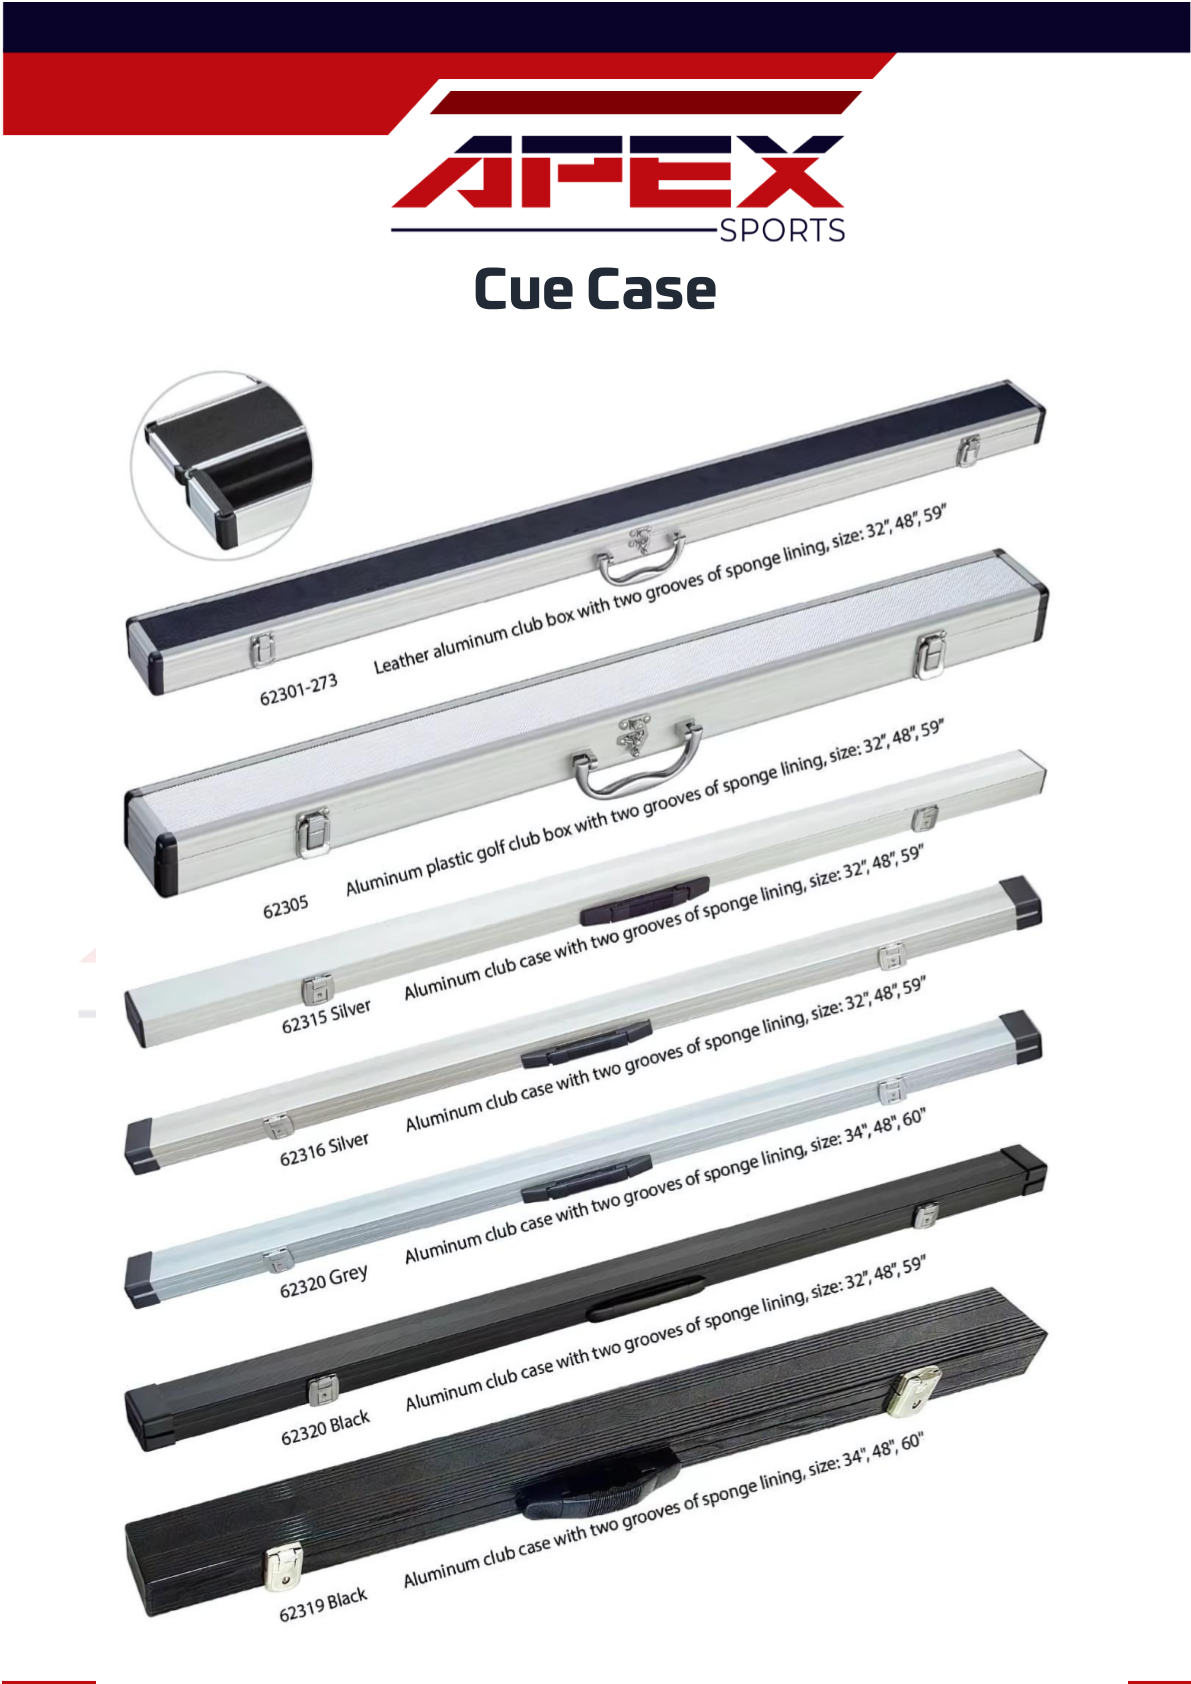 APEX
SPORTS
Cue Case
62301-273 Leather aluminum club box with two grooves of sponge lining, size: 32", 48", 59"
62305 Aluminum plastic golf club box with two grooves of sponge lining, size: 32", 48", 59"
62315 Silver Aluminum club case with two grooves of sponge lining, size: 32", 48", 59"
62316 Silver Aluminum club case with two grooves of sponge lining, size: 32", 48", 59"
62320 Grey Aluminum club case with two grooves of sponge lining, size: 34", 48", 60"
62320 Black Aluminum club case with two grooves of sponge lining, size: 32", 48", 59"
62319 Black Aluminum club case with two grooves of sponge lining, size: 34", 48", 60"